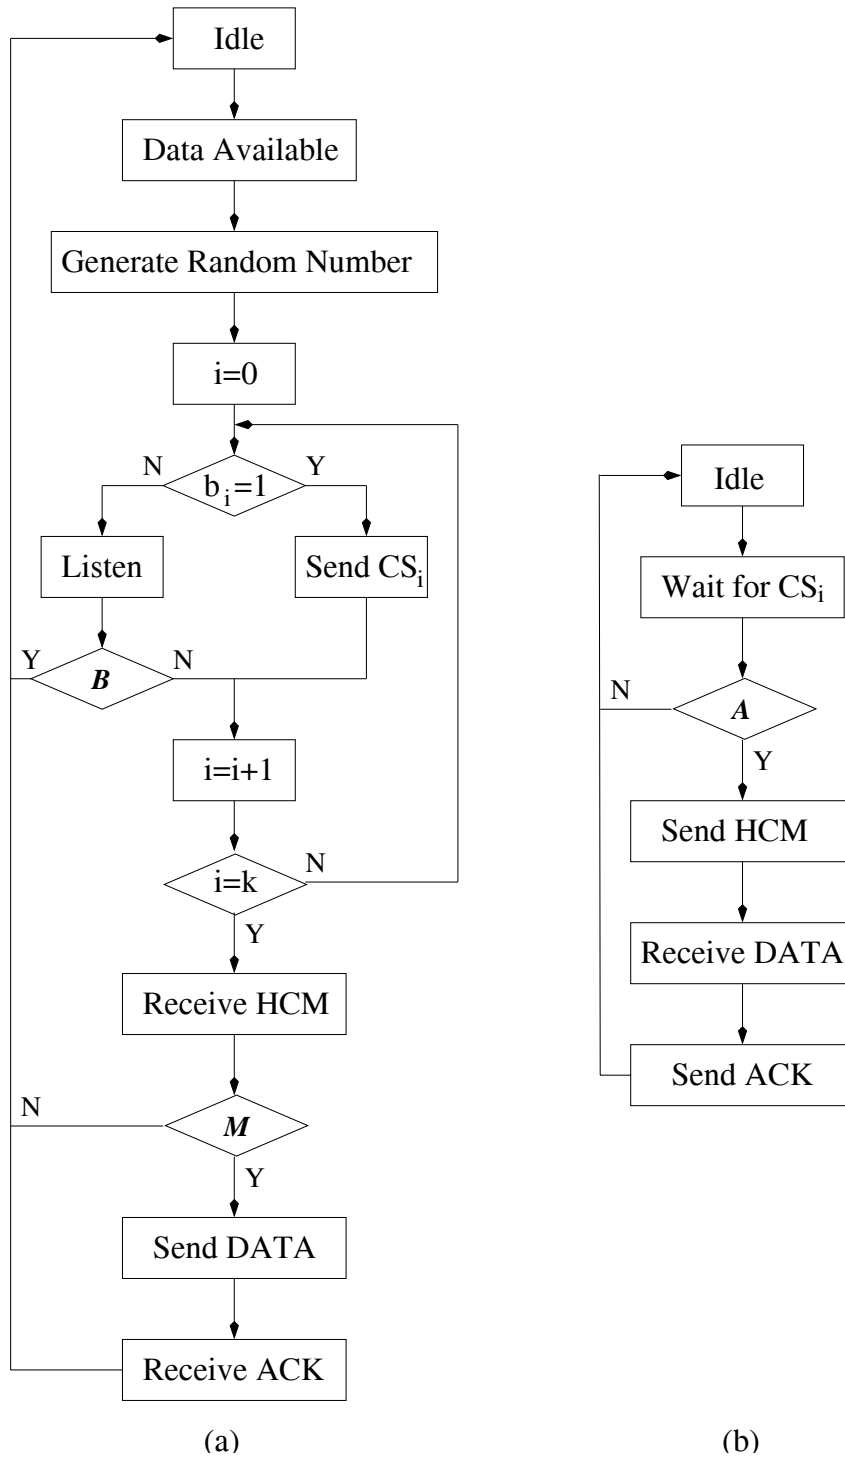 Idle
Data Available
Generate Random Number
i=0
N
Y
b_i=1
Listen
Send CS_i
Y
B
N
i=i+1
i=k
N
Y
Receive HCM
N
M
Y
Send DATA
Receive ACK
(a)
Idle
Wait for CS_i
N
A
Y
Send HCM
Receive DATA
Send ACK
(b)